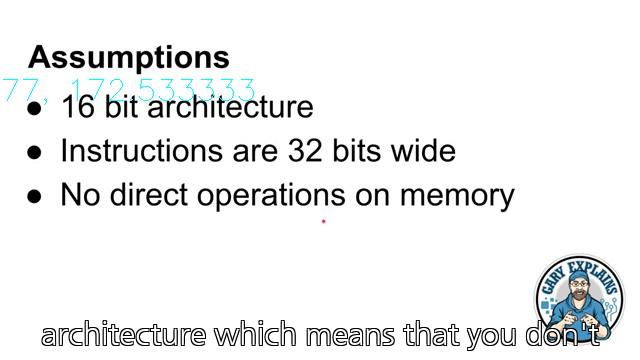 Assumptions
77, 172.533333
● 16 bit architecture
● Instructions are 32 bits wide
● No direct operations on memory
GARY EXPLAINS
architecture which means that you don't